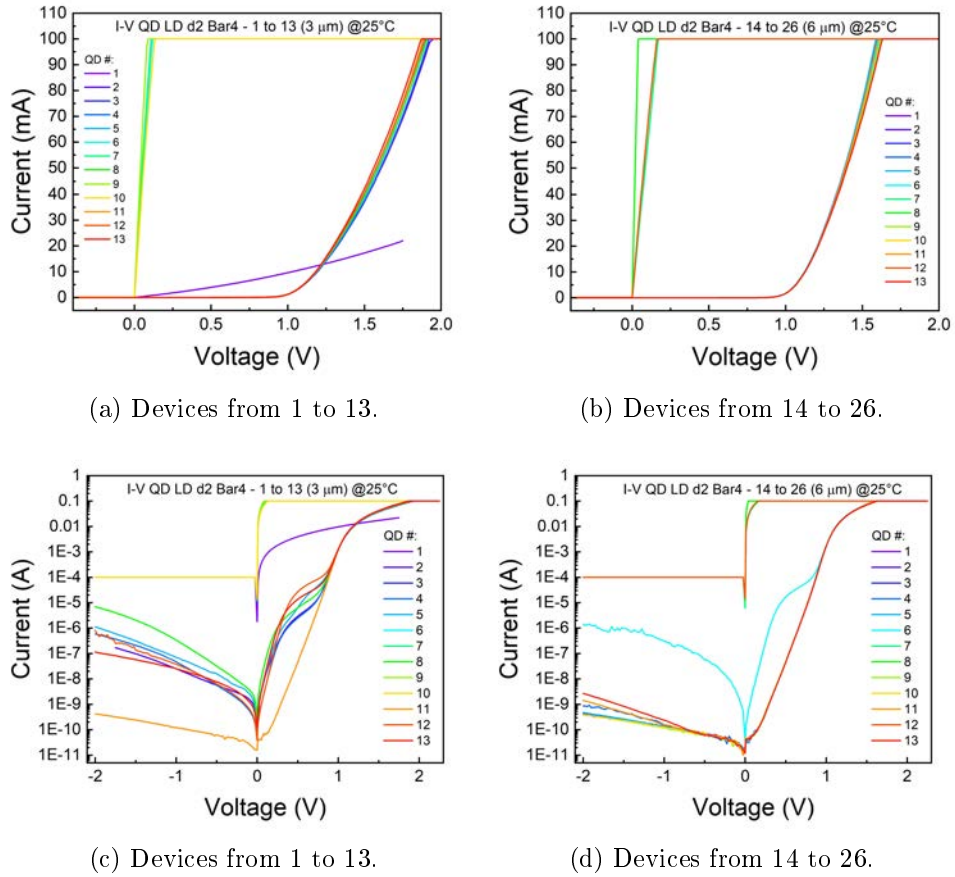 I-V QD LD d2 Bar4 - 1 to 13 (3 μm) @25°C
100
90
80
70
60
50
40
30
20
10
0
Current (mA)
QD #:
1
2
3
4
5
6
7
8
9
10
11
12
13
0.0 0.5 1.0 1.5 2.0
Voltage (V)
(a) Devices from 1 to 13.
I-V QD LD d2 Bar4 - 14 to 26 (6 μm) @25°C
100
90
80
70
60
50
40
30
20
10
0
Current (mA)
QD #:
1
2
3
4
5
6
7
8
9
10
11
12
13
0.0 0.5 1.0 1.5 2.0
Voltage (V)
(b) Devices from 14 to 26.
I-V QD LD d2 Bar4 - 1 to 13 (3 μm) @25°C
1
0.1
0.01
1E-3
1E-4
1E-5
1E-6
1E-7
1E-8
1E-9
1E-10
1E-11
Current (A)
QD #:
1
2
3
4
5
6
7
8
9
10
11
12
13
-2 -1 0 1 2
Voltage (V)
(c) Devices from 1 to 13.
I-V QD LD d2 Bar4 - 14 to 26 (6 μm) @25°C
1
0.1
0.01
1E-3
1E-4
1E-5
1E-6
1E-7
1E-8
1E-9
1E-10
1E-11
Current (A)
QD #:
1
2
3
4
5
6
7
8
9
10
11
12
13
-2 -1 0 1 2
Voltage (V)
(d) Devices from 14 to 26.